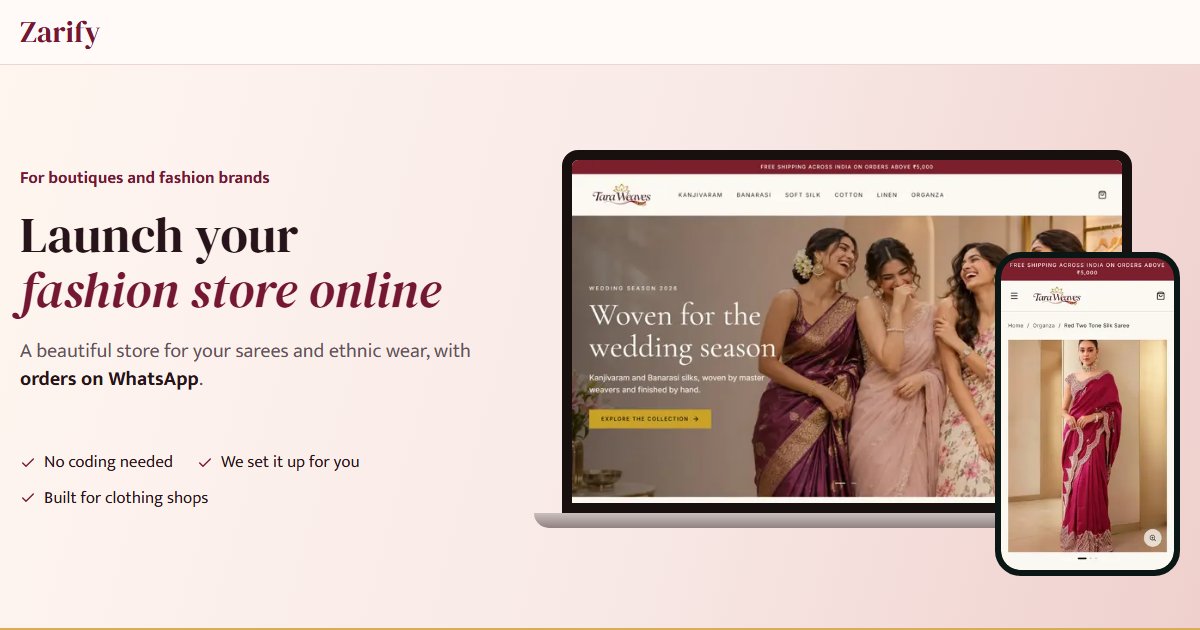 Zarify
For boutiques and fashion brands
Launch your
fashion store online
A beautiful store for your sarees and ethnic wear, with
orders on WhatsApp.
No coding needed
We set it up for you
Built for clothing shops
FREE SHIPPING ACROSS INDIA ON ORDERS ABOVE ₹5,000
Tara Weaves
KANJIVARAM BANARASI SOFT SILK COTTON LINEN ORGANZA
WEDDING SEASON 2026
Woven for the
wedding season
Kanjivaram and Banarasi silks, woven by master
weavers and finished by hand.
EXPLORE THE COLLECTION →
FREE SHIPPING ACROSS INDIA ON ORDERS ABOVE
₹5,000
Tara Weaves
Home / Organza / Red Two Tone Silk Saree